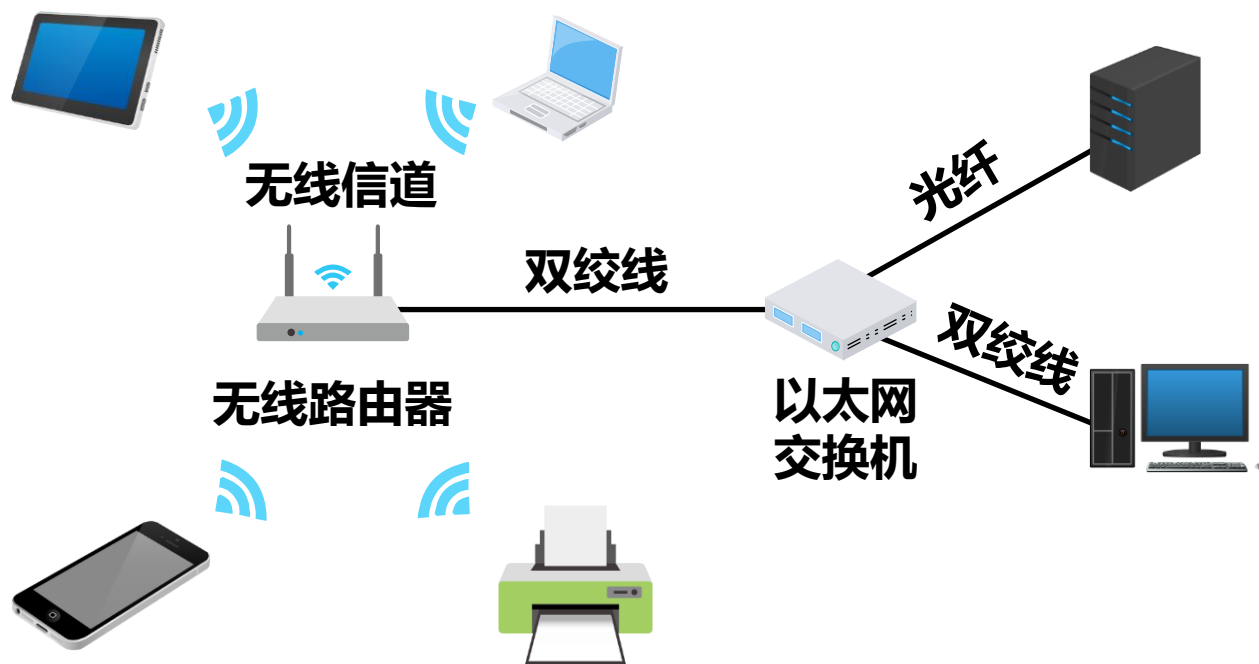 无线信道
光纤
双绞线
双绞线
无线路由器
以太网
交换机